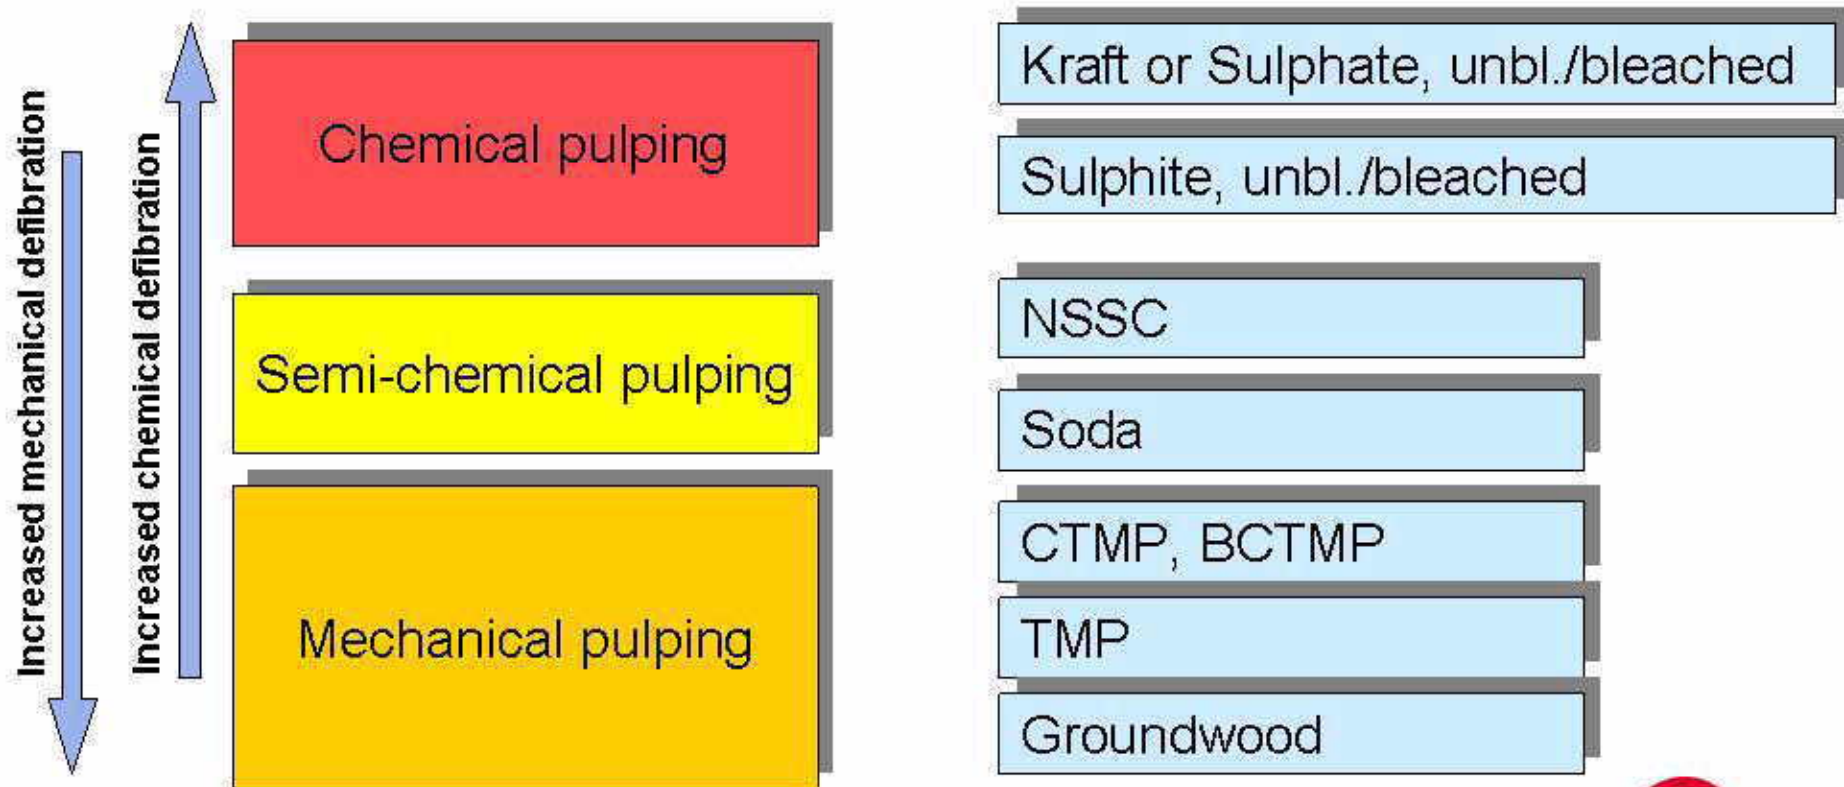 Increased mechanical defibration
Increased chemical defibration
Chemical pulping
Kraft or Sulphate, unbl./bleached
Sulphite, unbl./bleached
Semi-chemical pulping
NSSC
Soda
Mechanical pulping
CTMP, BCTMP
TMP
Groundwood